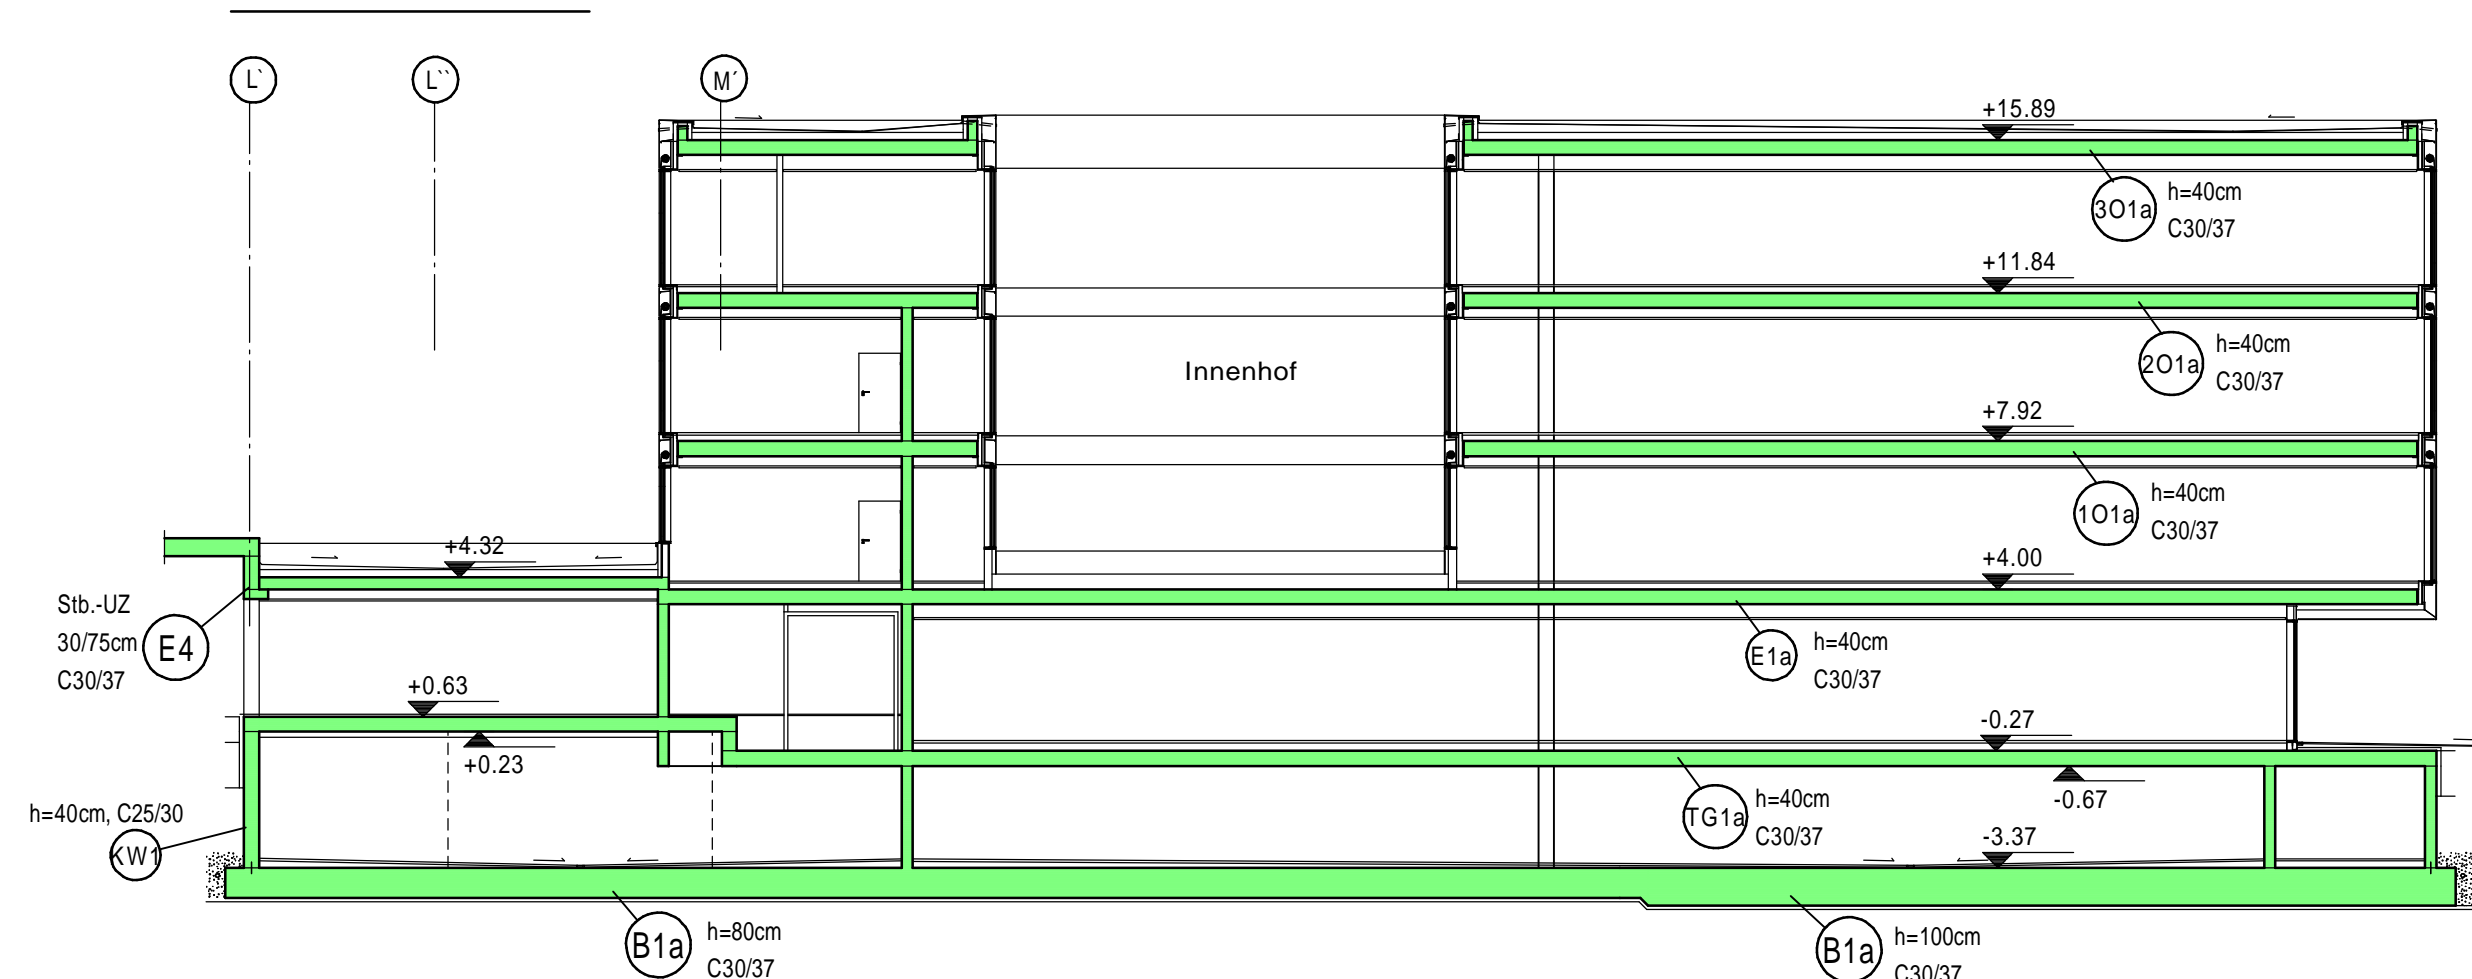 L`
L``
M´
+15.89
3O1a
h=40cm
C30/37
+11.84
2O1a
h=40cm
C30/37
Innenhof
+7.92
1O1a
h=40cm
C30/37
+4.32
+4.00
Stb.-UZ
30/75cm
C30/37
E4
E1a
h=40cm
C30/37
+0.63
-0.27
+0.23
-0.67
h=40cm, C25/30
KW1
TG1a
h=40cm
C30/37
-3.37
B1a
h=80cm
C30/37
B1a
h=100cm
C30/37